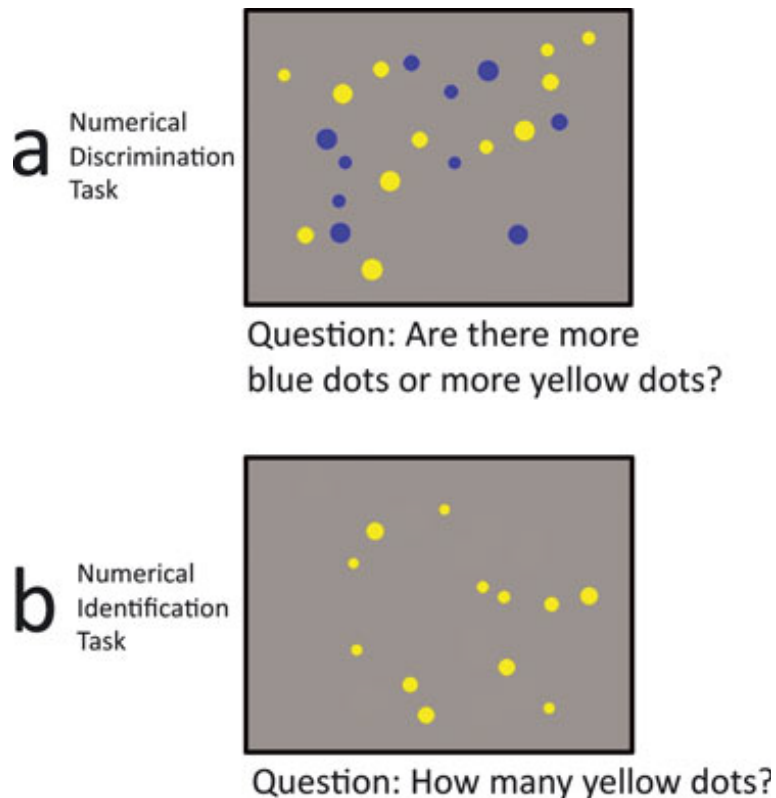 a
Numerical
Discrimination
Task
Question: Are there more
blue dots or more yellow dots?
b
Numerical
Identification
Task
Question: How many yellow dots?